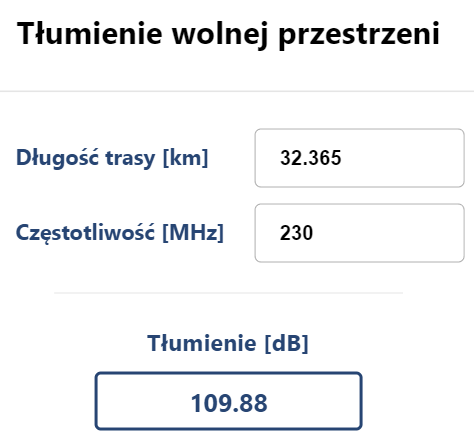 Tłumienie wolnej przestrzeni
Długość trasy [km]
32.365
Częstotliwość [MHz]
230
Tłumienie [dB]
109.88